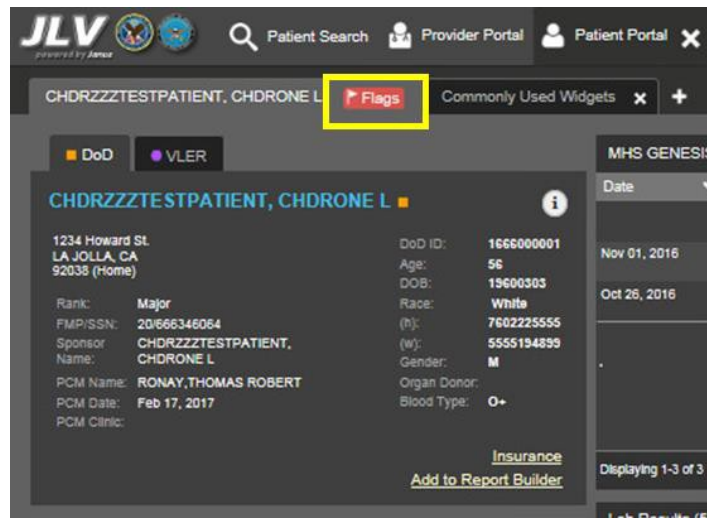 JLV Patient Search Provider Portal Patient Portal
powered by Janus
CHDRZZZTESTPATIENT, CHDRONE L Flags Commonly Used Widgets
DoD VLER
MHS GENESIS
CHDRZZZTESTPATIENT, CHDRONE L
Date
1234 Howard St.
LA JOLLA, CA
92038 (Home)
DoD ID: 1666000001
Age: 56
DOB: 19600303
Race: White
(h): 7602225555
(w): 5555194899
Gender: M
Organ Donor:
Blood Type: O+
Rank: Major
FMP/SSN: 20/666346064
Sponsor Name: CHDRZZZTESTPATIENT,
CHDRONE L
PCM Name: RONAY,THOMAS ROBERT
PCM Date: Feb 17, 2017
PCM Clinic:
Nov 01, 2016
Oct 26, 2016
Insurance
Add to Report Builder
Displaying 1-3 of 3